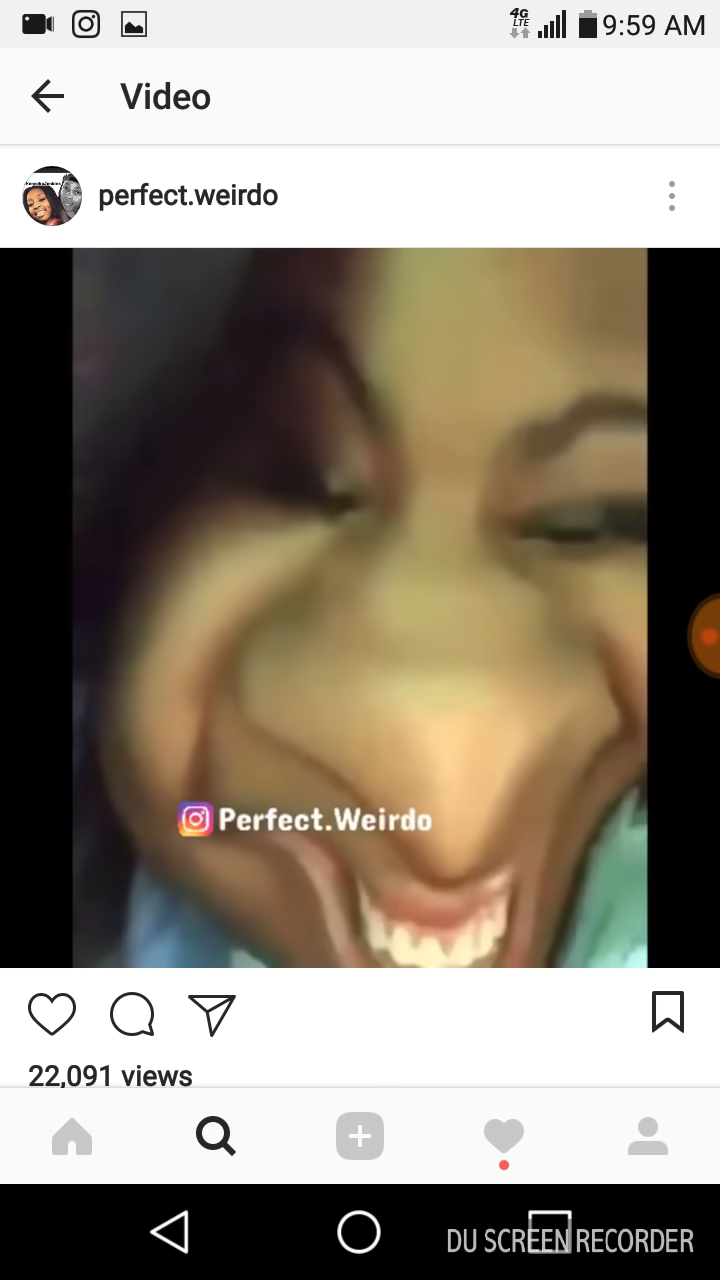 4G
LTE
9:59 AM
Video
perfect.weirdo
Perfect.Weirdo
22,091 views
DU SCREEN RECORDER